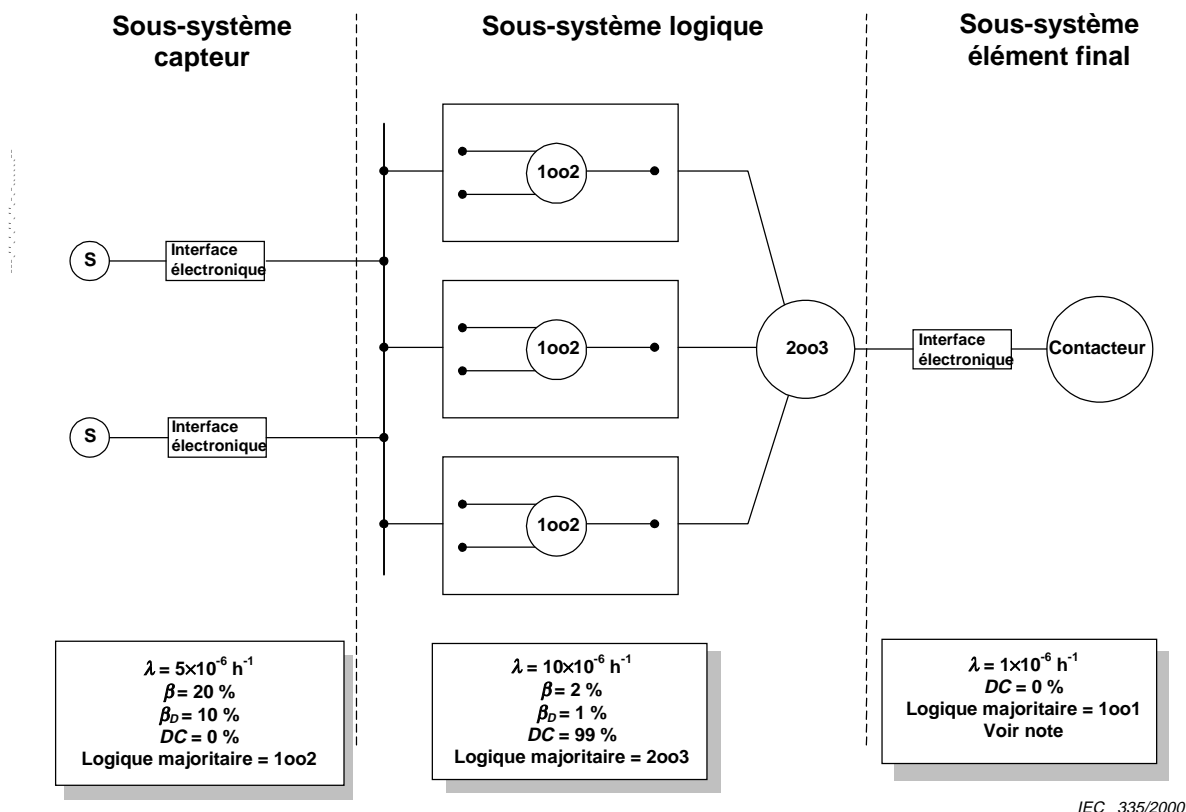 Sous-système
capteur
Sous-système logique
Sous-système
élément final
1oo2
S
Interface
électronique
1oo2
2oo3
Interface
électronique
Contacteur
S
Interface
électronique
1oo2
λ = 5×10⁻⁶ h⁻¹
β = 20 %
β_D = 10 %
DC = 0 %
Logique majoritaire = 1oo2
λ = 10×10⁻⁶ h⁻¹
β = 2 %
β_D = 1 %
DC = 99 %
Logique majoritaire = 2oo3
λ = 1×10⁻⁶ h⁻¹
DC = 0 %
Logique majoritaire = 1oo1
Voir note
IEC 335/2000